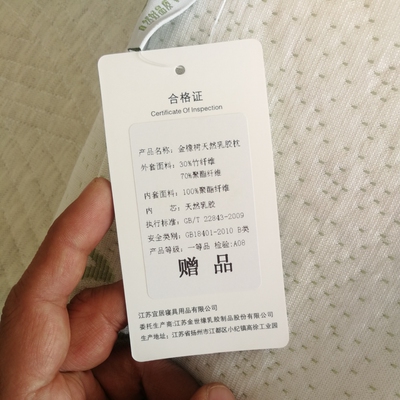 合格证
Certificate Of Inspection
产品名称：金橡树天然乳胶枕
外套面料：30%竹纤维
70%聚酯纤维
内套面料：100%聚酯纤维
内 芯：天然乳胶
执行标准：GB/T 22843-2009
安全类别：GB18401-2010 B类
产品等级：一等品 检验：A08
赠品
江苏宜居寝具用品有限公司
委托生产商:江苏金世缘乳胶制品股份有限公司
生产地址：江苏省扬州市江都区小纪镇高徐工业园